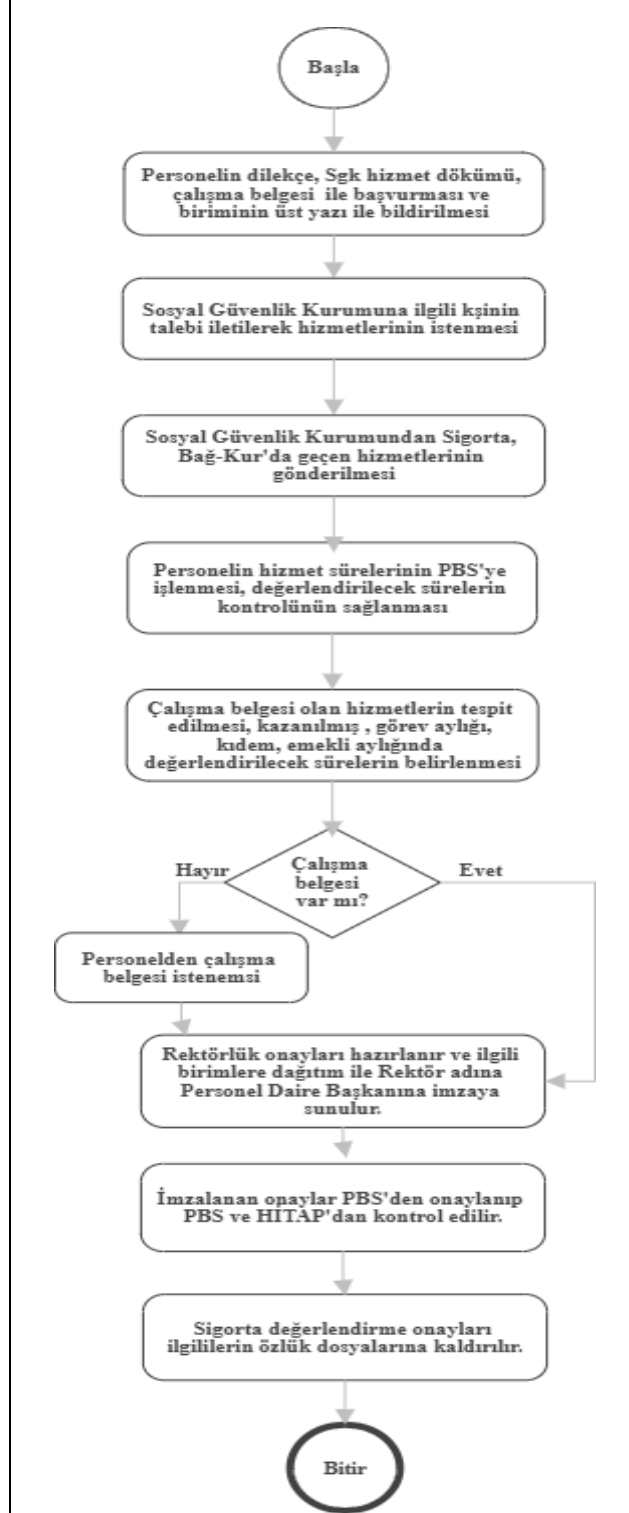 Başla
Personelin dilekçe, Sgk hizmet dökümü,
çalışma belgesi ile başvurması ve
biriminin üst yazı ile bildirilmesi
Sosyal Güvenlik Kurumuna ilgili kşinin
talebi iletilerek hizmetlerinin istenmesi
Sosyal Güvenlik Kurumundan Sigorta,
Bağ-Kur'da geçen hizmetlerinin
gönderilmesi
Personelin hizmet sürelerinin PBS'ye
işlenmesi, değerlendirilecek sürelerin
kontrolünün sağlanması
Çalışma belgesi olan hizmetlerin tespit
edilmesi, kazanılmış , görev aylığı,
kıdem, emekli aylığında
değerlendirilecek sürelerin belirlenmesi
Hayır
Çalışma
belgesi
var mı?
Evet
Personelden çalışma
belgesi istenemsi
Rektörlük onayları hazırlanır ve ilgili
birimlere dağıtım ile Rektör adına
Personel Daire Başkanına imzaya
sunulur.
İmzalanan onaylar PBS'den onaylanıp
PBS ve HİTAP'dan kontrol edilir.
Sigorta değerlendirme onayları
ilgililerin özlük dosyalarına kaldırılır.
Bitir